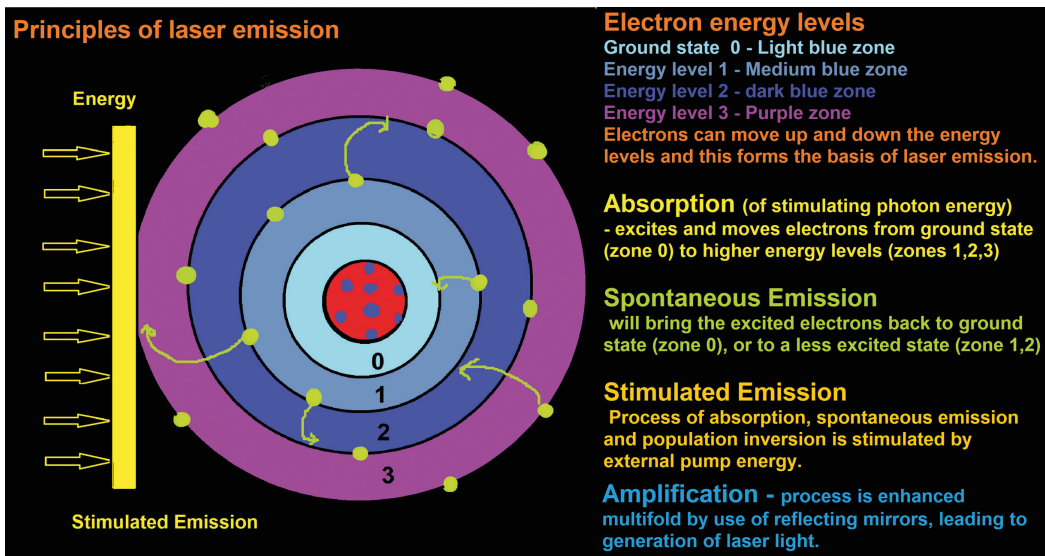 Principles of laser emission
Energy
0
1
2
3
Stimulated Emission
Electron energy levels
Ground state 0 - Light blue zone
Energy level 1 - Medium blue zone
Energy level 2 - dark blue zone
Energy level 3 - Purple zone
Electrons can move up and down the energy
levels and this forms the basis of laser emission.
Absorption (of stimulating photon energy)
- excites and moves electrons from ground state
(zone 0) to higher energy levels (zones 1,2,3)
Spontaneous Emission
will bring the excited electrons back to ground
state (zone 0), or to a less excited state (zone 1,2)
Stimulated Emission
Process of absorption, spontaneous emission
and population inversion is stimulated by
external pump energy.
Amplification - process is enhanced
multifold by use of reflecting mirrors, leading to
generation of laser light.